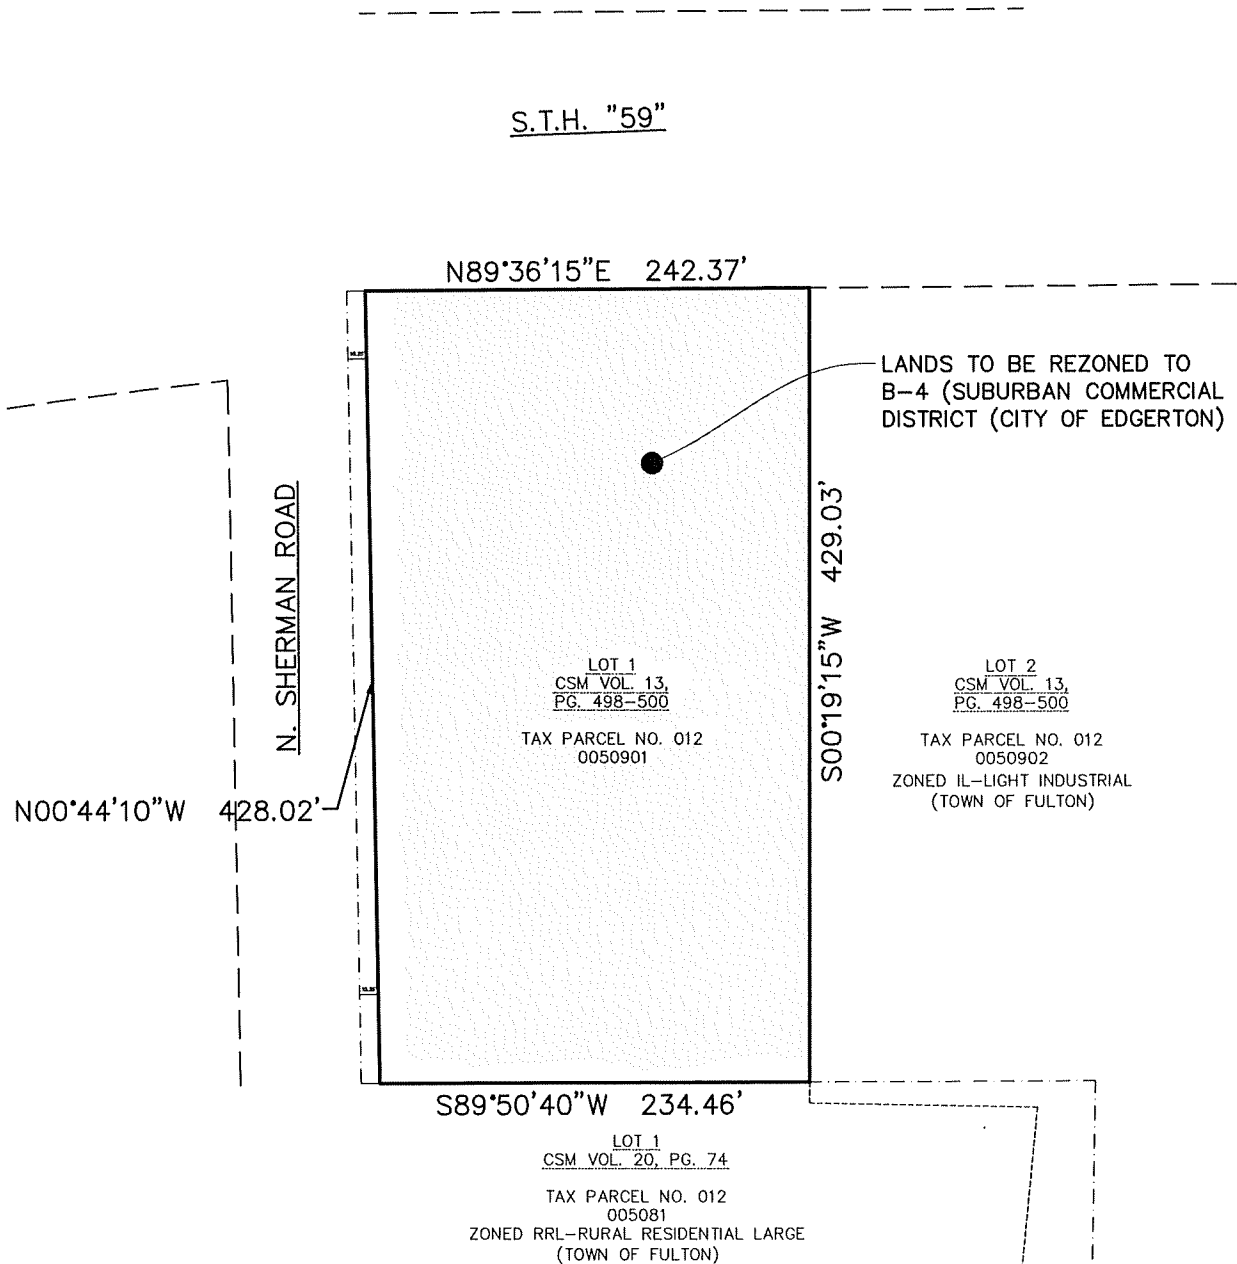 S.T.H. "59"
N89°36'15"E 242.37'
LANDS TO BE REZONED TO
B-4 (SUBURBAN COMMERCIAL
DISTRICT (CITY OF EDGERTON)
N. SHERMAN ROAD
S00°19'15"W 429.03'
LOT 1
CSM VOL. 13,
PG. 498-500
TAX PARCEL NO. 012
0050901
LOT 2
CSM VOL. 13,
PG. 498-500
TAX PARCEL NO. 012
0050902
ZONED IL-LIGHT INDUSTRIAL
(TOWN OF FULTON)
N00°44'10"W 428.02'
S89°50'40"W 234.46'
LOT 1
CSM VOL. 20, PG. 74
TAX PARCEL NO. 012
005081
ZONED RRL-RURAL RESIDENTIAL LARGE
(TOWN OF FULTON)